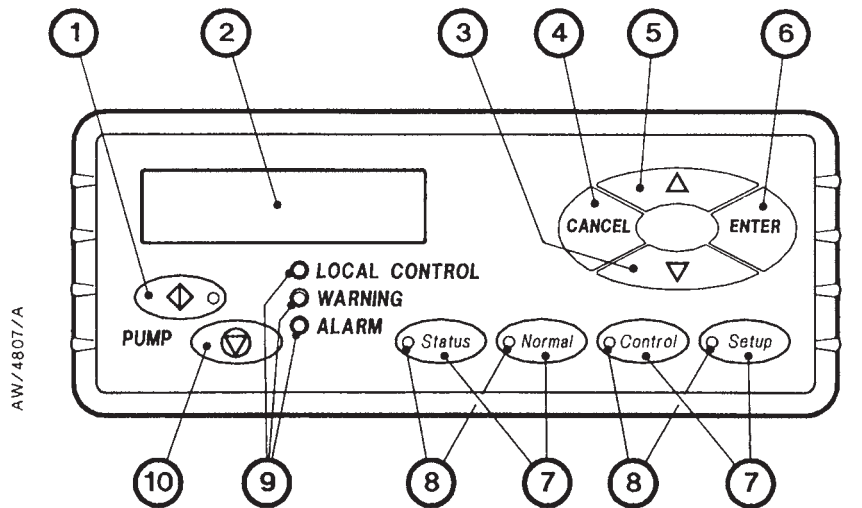 1 2 3 4 5 6
CANCEL ENTER
LOCAL CONTROL
WARNING
ALARM
PUMP
Status Normal Control Setup
10 9 8 7 8 7
AW/4807/A